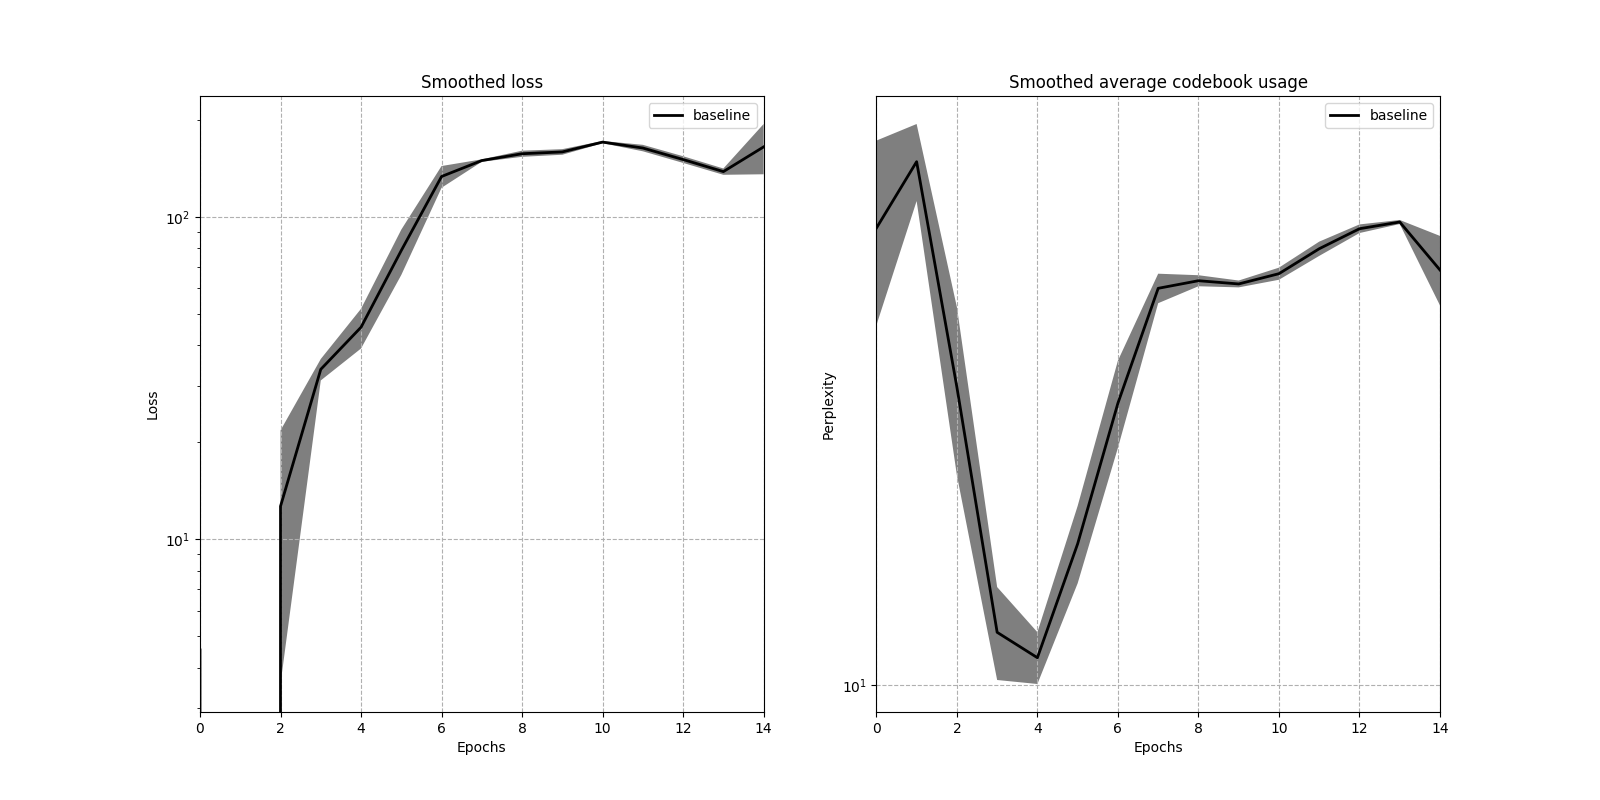 Smoothed loss
baseline
10²
10¹
Loss
0 2 4 6 8 10 12 14
Epochs
Smoothed average codebook usage
baseline
Perplexity
10¹
0 2 4 6 8 10 12 14
Epochs